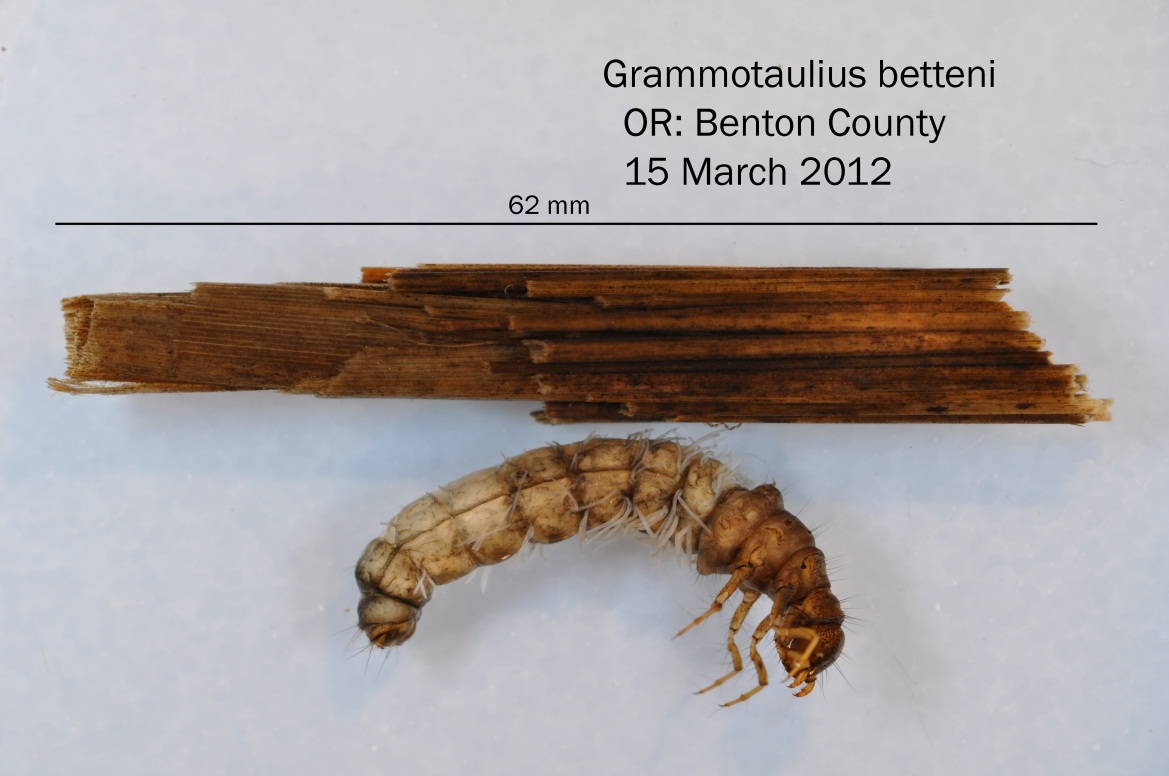 Grammotaulius betteni
OR: Benton County
15 March 2012
62 mm